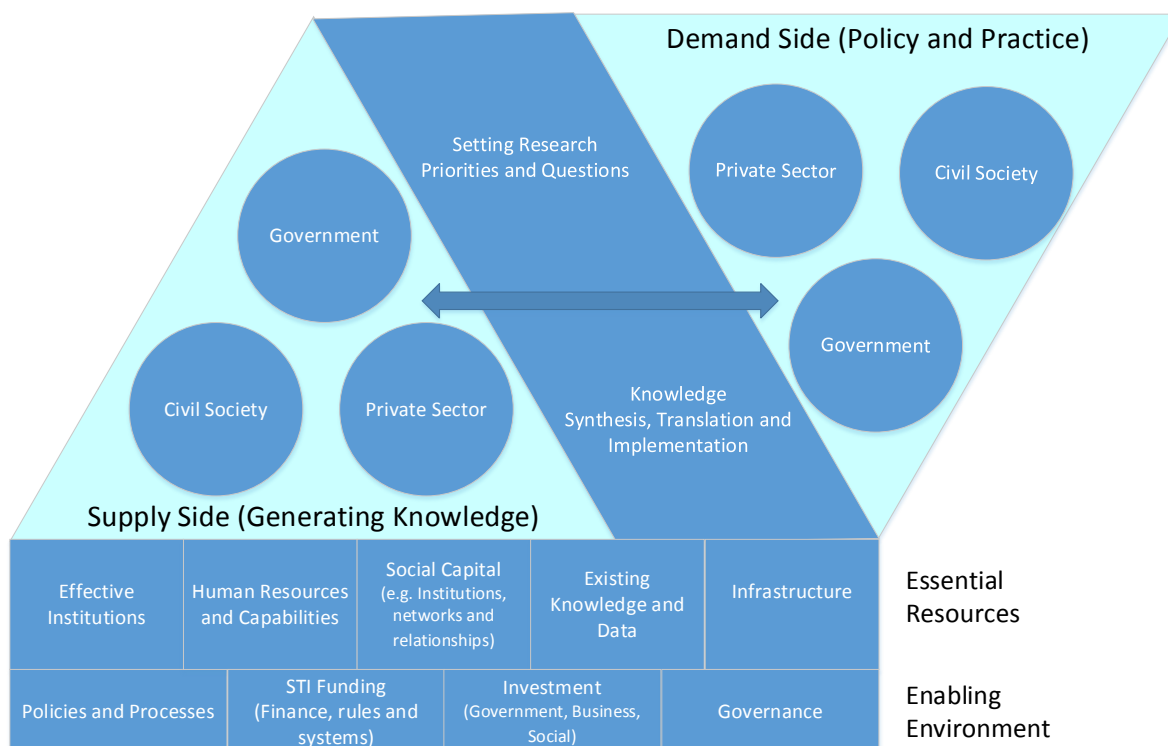 Demand Side (Policy and Practice)
Setting Research
Priorities and Questions
Private Sector
Civil Society
Government
Government
Civil Society
Private Sector
Knowledge
Synthesis, Translation and
Implementation
Supply Side (Generating Knowledge)
Effective
Institutions
Human Resources
and Capabilities
Social Capital
(e.g. Institutions,
networks and
relationships)
Existing
Knowledge and
Data
Infrastructure
Essential
Resources
Policies and Processes
STI Funding
(Finance, rules and
systems)
Investment
(Government, Business,
Social)
Governance
Enabling
Environment